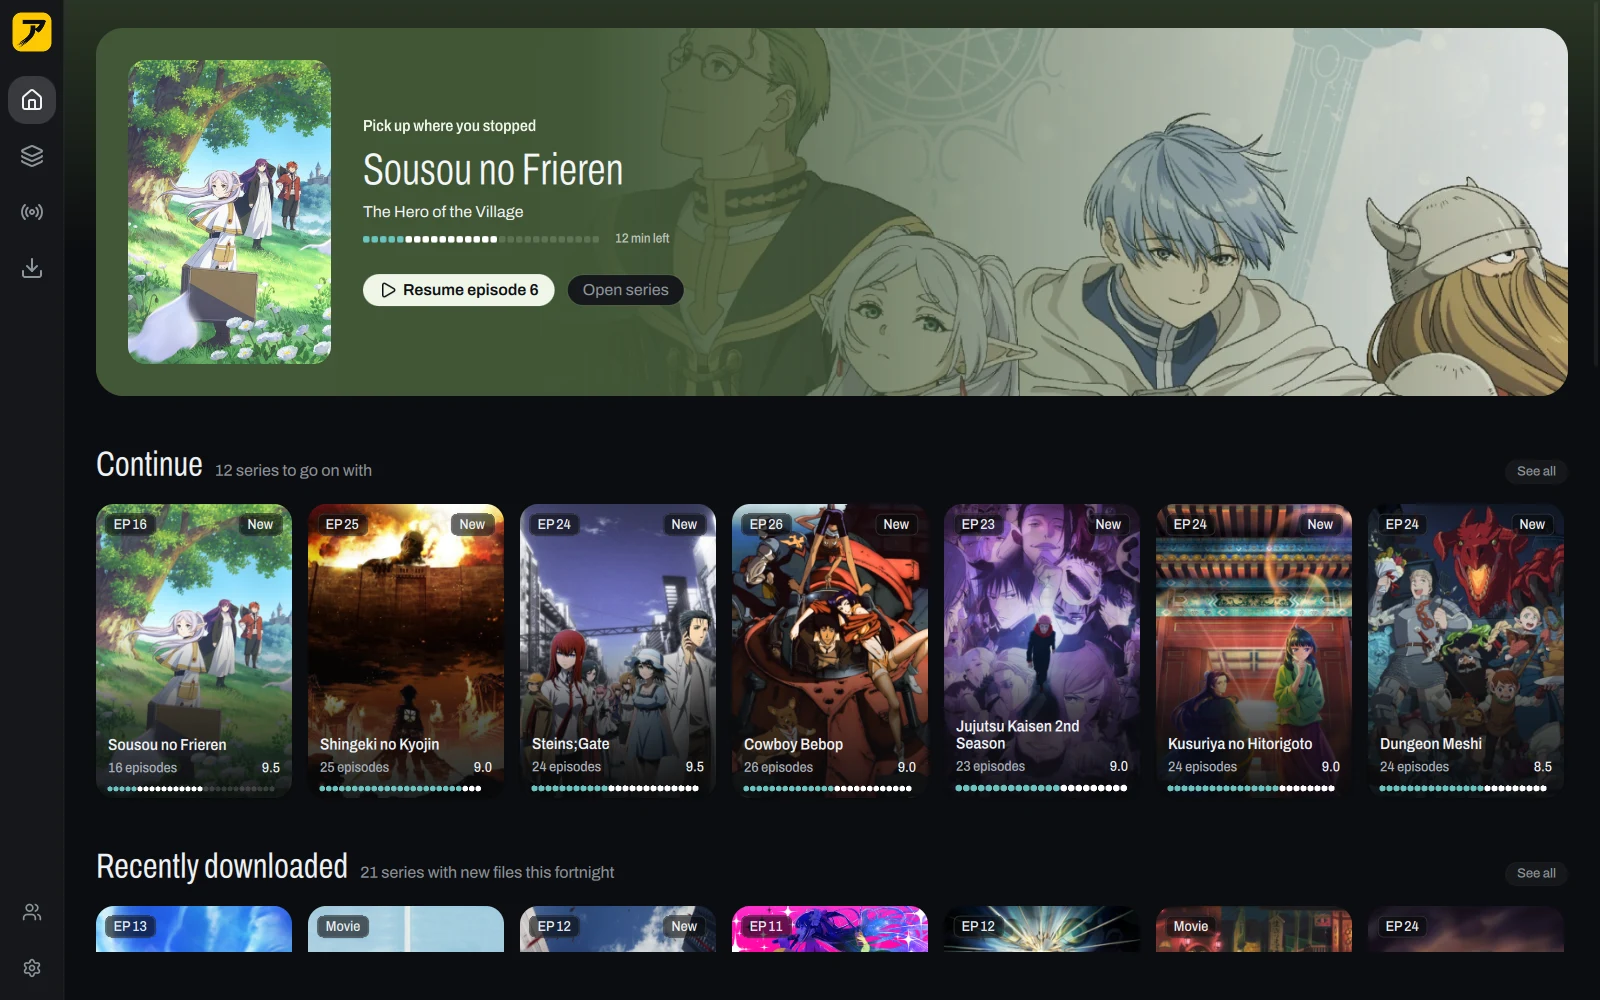 ア
Pick up where you stopped
Sousou no Frieren
The Hero of the Village
12 min left
Resume episode 6
Open series
Continue
12 series to go on with
See all
EP 16
New
Sousou no Frieren
16 episodes
9.5
EP 25
New
Shingeki no Kyojin
25 episodes
9.0
EP 24
New
Steins;Gate
24 episodes
9.5
EP 26
New
Cowboy Bebop
26 episodes
9.0
EP 23
New
Jujutsu Kaisen 2nd
Season
23 episodes
9.0
EP 24
New
Kusuriya no Hitorigoto
24 episodes
9.0
EP 24
New
Dungeon Meshi
24 episodes
8.5
Recently downloaded
21 series with new files this fortnight
See all
EP 13
Movie
EP 12
New
EP 11
EP 12
Movie
EP 24